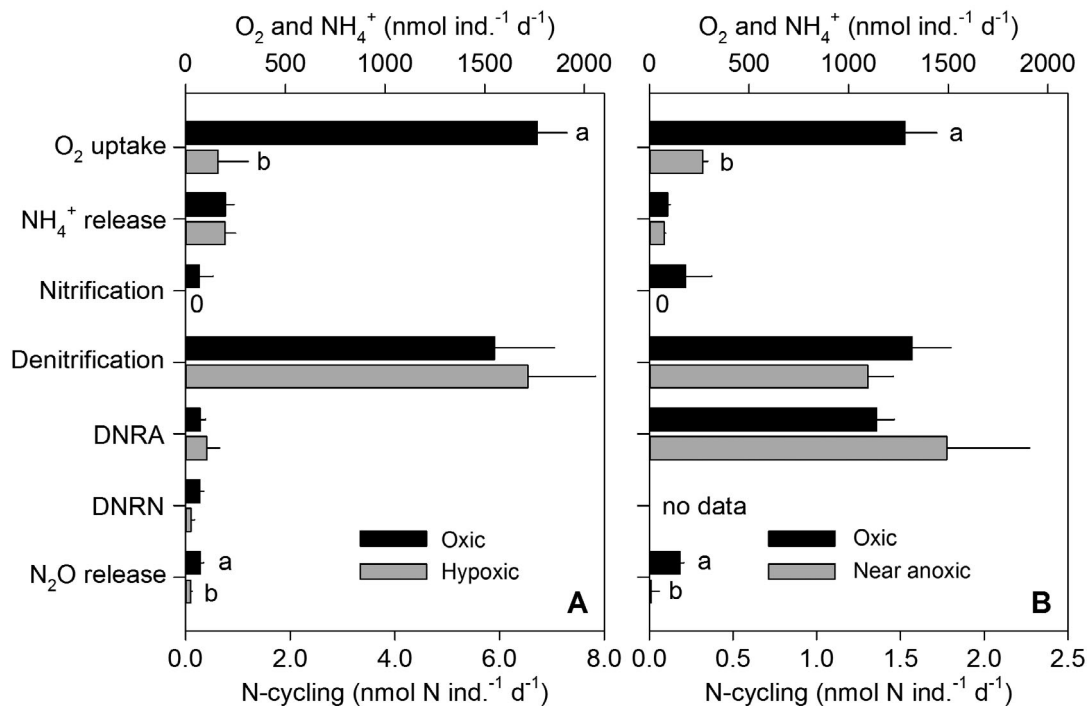 O₂ and NH₄⁺ (nmol ind.⁻¹ d⁻¹)
0 500 1000 1500 2000
O₂ and NH₄⁺ (nmol ind.⁻¹ d⁻¹)
0 500 1000 1500 2000
O₂ uptake
a
b
a
b
NH₄⁺ release
Nitrification
0
0
Denitrification
DNRA
DNRN
no data
N₂O release
a
b
a
b
Oxic
Hypoxic
A
Oxic
Near anoxic
B
0.0 2.0 4.0 6.0 8.0
N-cycling (nmol N ind.⁻¹ d⁻¹)
0.0 0.5 1.0 1.5 2.0 2.5
N-cycling (nmol N ind.⁻¹ d⁻¹)